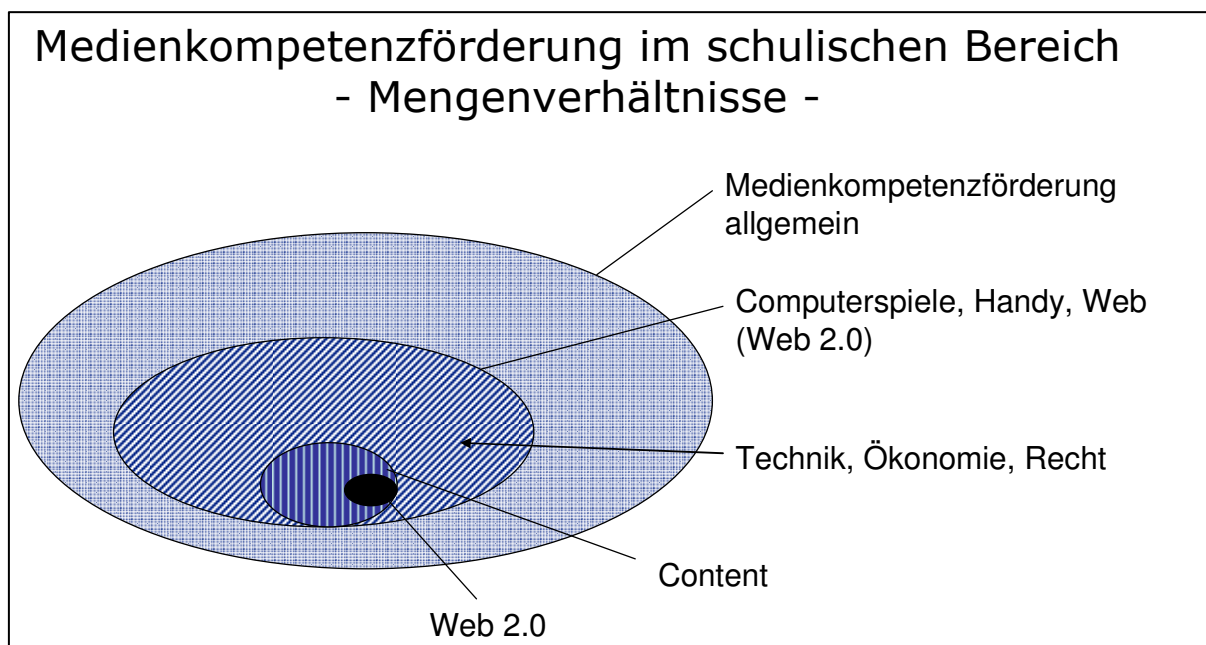 Medienkompetenzförderung im schulischen Bereich
- Mengenverhältnisse -
Medienkompetenzförderung
allgemein
Computerspiele, Handy, Web
(Web 2.0)
Technik, Ökonomie, Recht
Content
Web 2.0